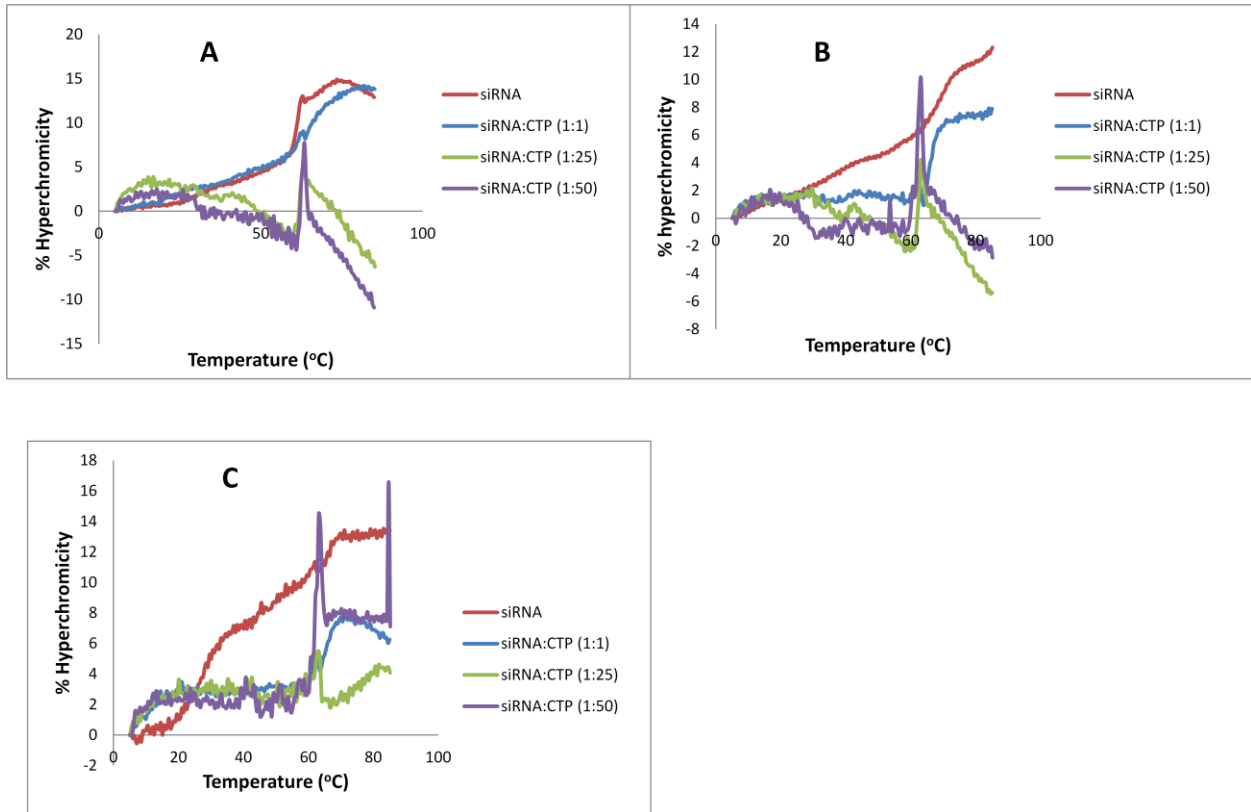 A
20
15
10
5
0
-5
-10
-15
0
50
100
% Hyperchromicity
Temperature (°C)
siRNA
siRNA:CTP (1:1)
siRNA:CTP (1:25)
siRNA:CTP (1:50)
B
14
12
10
8
6
4
2
0
-2
-4
-6
-8
0
20
40
60
80
100
% hyperchromicity
Temperature (°C)
siRNA
siRNA:CTP (1:1)
siRNA:CTP (1:25)
siRNA:CTP (1:50)
C
18
16
14
12
10
8
6
4
2
0
-2
0
20
40
60
80
100
% Hyperchromicity
Temperature (°C)
siRNA
siRNA:CTP (1:1)
siRNA:CTP (1:25)
siRNA:CTP (1:50)